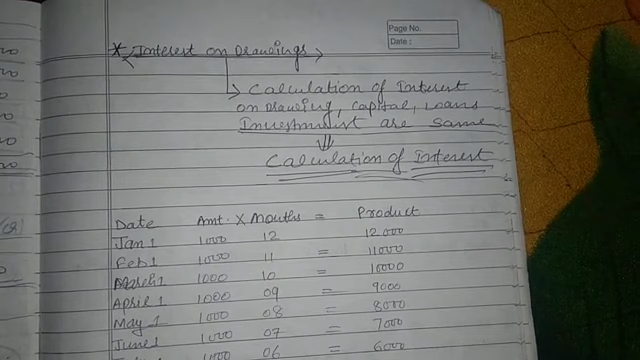 Page No.
Date :
* Interest on Drawings
Calculation of Interest
on Drawing, Capital, Loans
Investment are same
Calculation of Interest
Date Amt. X Months = Product
Jan 1 1000 12 12000
Feb 1 1000 11 = 11000
March 1 1000 10 = 10000
April 1 1000 09 = 9000
May 1 1000 08 = 8000
June 1 1000 07 = 7000
1000 06 = 6000